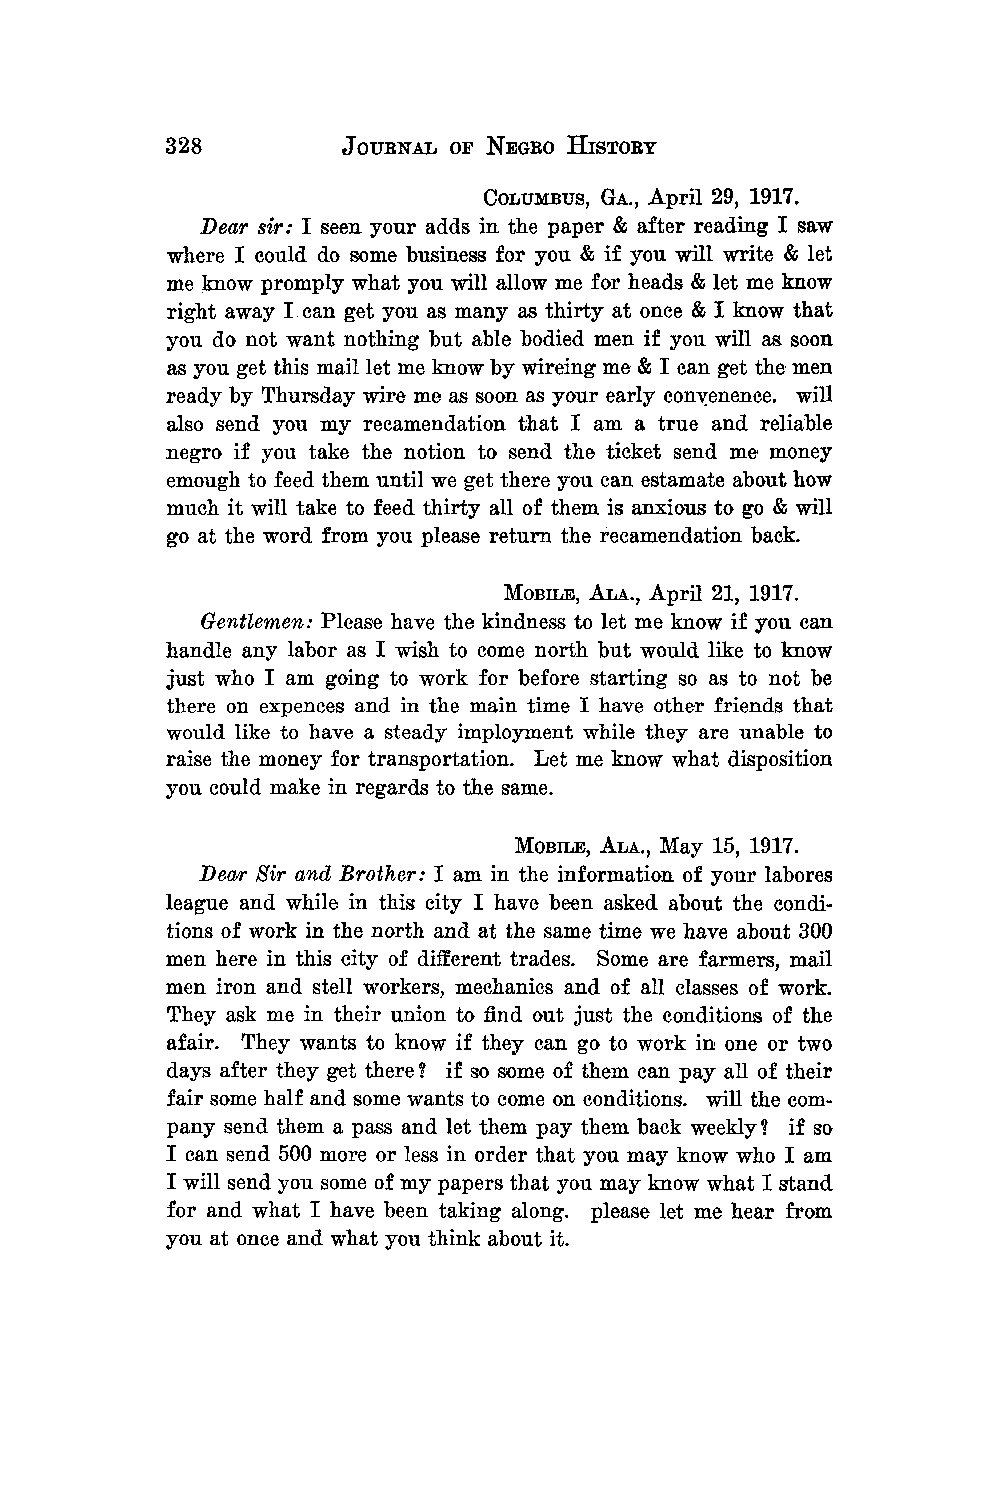 328 JOURNAL OF NEGRO HISTORY
COLUMBUS, GA., April 29, 1917.
Dear sir: I seen your adds in the paper & after reading I saw
where I could do some business for you & if you will write & let
me know promply what you will allow me for heads & let me know
right away I can get you as many as thirty at once & I know that
you do not want nothing but able bodied men if you will as soon
as you get this mail let me know by wireing me & I can get the men
ready by Thursday wire me as soon as your early convenence. will
also send you my recamendation that I am a true and reliable
negro if you take the notion to send the ticket send me money
emough to feed them until we get there you can estamate about how
much it will take to feed thirty all of them is anxious to go & will
go at the word from you please return the recamendation back.
MOBILE, ALA., April 21, 1917.
Gentlemen: Please have the kindness to let me know if you can
handle any labor as I wish to come north but would like to know
just who I am going to work for before starting so as to not be
there on expences and in the main time I have other friends that
would like to have a steady imployment while they are unable to
raise the money for transportation. Let me know what disposition
you could make in regards to the same.
MOBILE, ALA., May 15, 1917.
Dear Sir and Brother: I am in the information of your labores
league and while in this city I have been asked about the condi-
tions of work in the north and at the same time we have about 300
men here in this city of different trades. Some are farmers, mail
men iron and stell workers, mechanics and of all classes of work.
They ask me in their union to find out just the conditions of the
afair. They wants to know if they can go to work in one or two
days after they get there? if so some of them can pay all of their
fair some half and some wants to come on conditions. will the com-
pany send them a pass and let them pay them back weekly? if so
I can send 500 more or less in order that you may know who I am
I will send you some of my papers that you may know what I stand
for and what I have been taking along. please let me hear from
you at once and what you think about it.